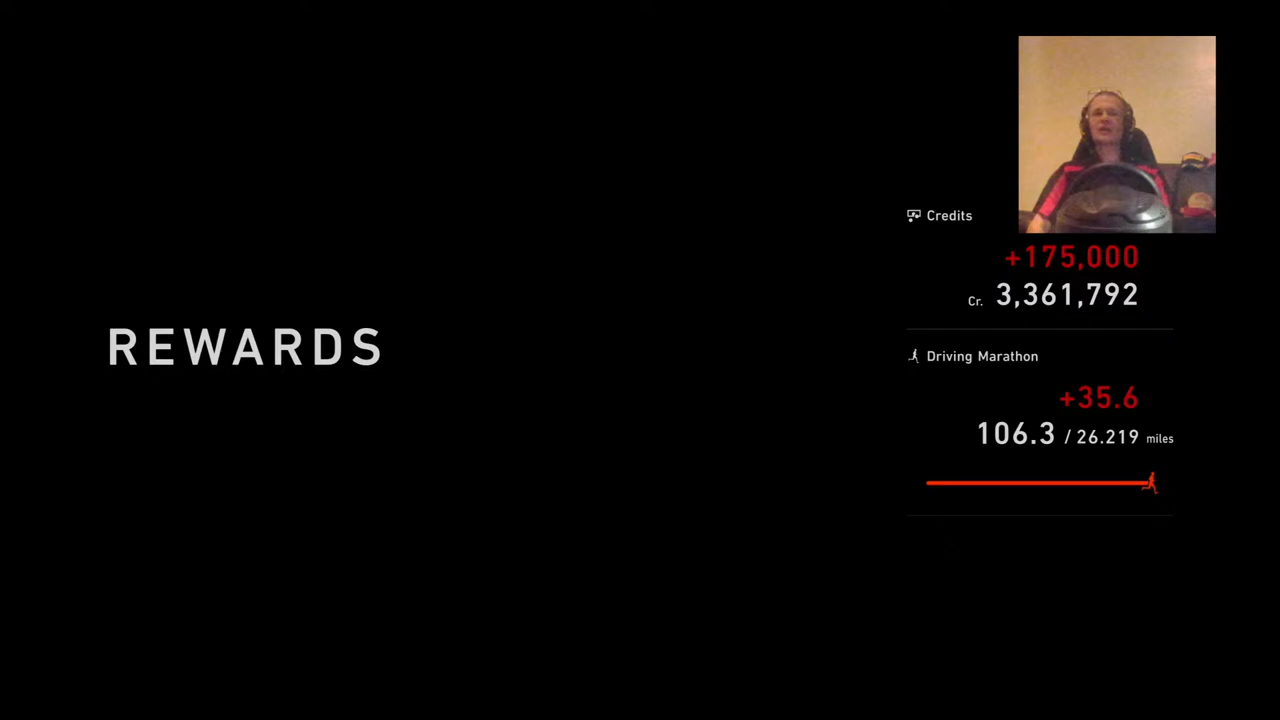 REWARDS
Credits
+175,000
Cr. 3,361,792
Driving Marathon
+35.6
106.3 / 26.219 miles